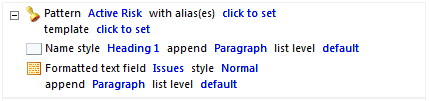 Pattern Active Risk with alias(es) click to set
template click to set
Name style Heading 1 append Paragraph list level default
Formatted text field Issues style Normal
append Paragraph list level default